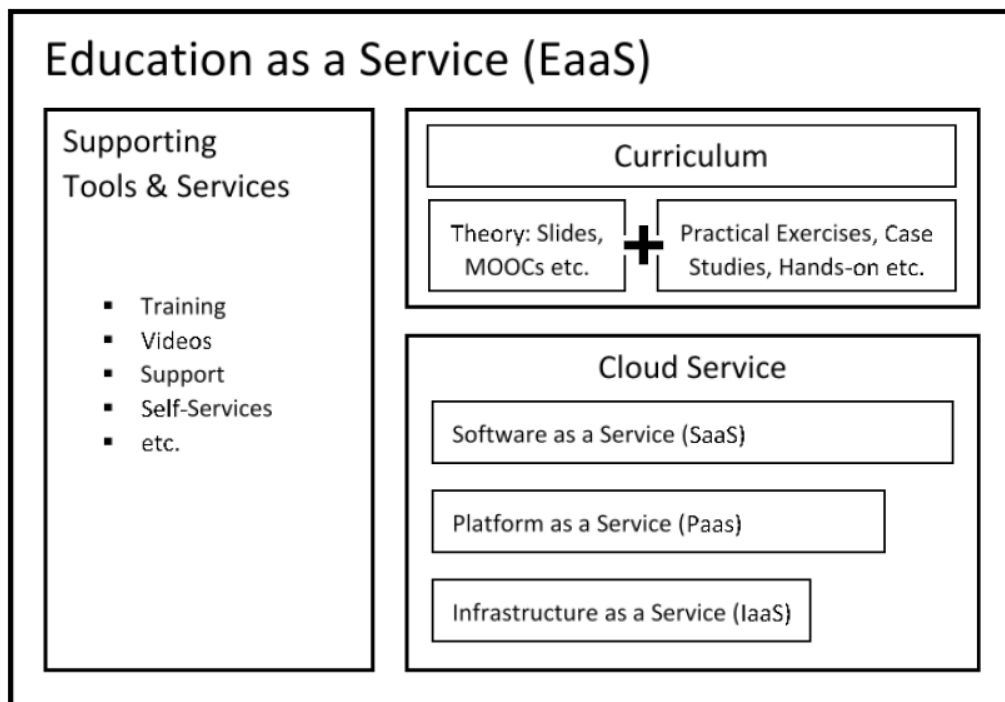 Education as a Service (EaaS)
Supporting
Tools & Services
▪ Training
▪ Videos
▪ Support
▪ Self-Services
▪ etc.
Curriculum
Theory: Slides,
MOOCs etc.
+
Practical Exercises, Case
Studies, Hands-on etc.
Cloud Service
Software as a Service (SaaS)
Platform as a Service (Paas)
Infrastructure as a Service (IaaS)